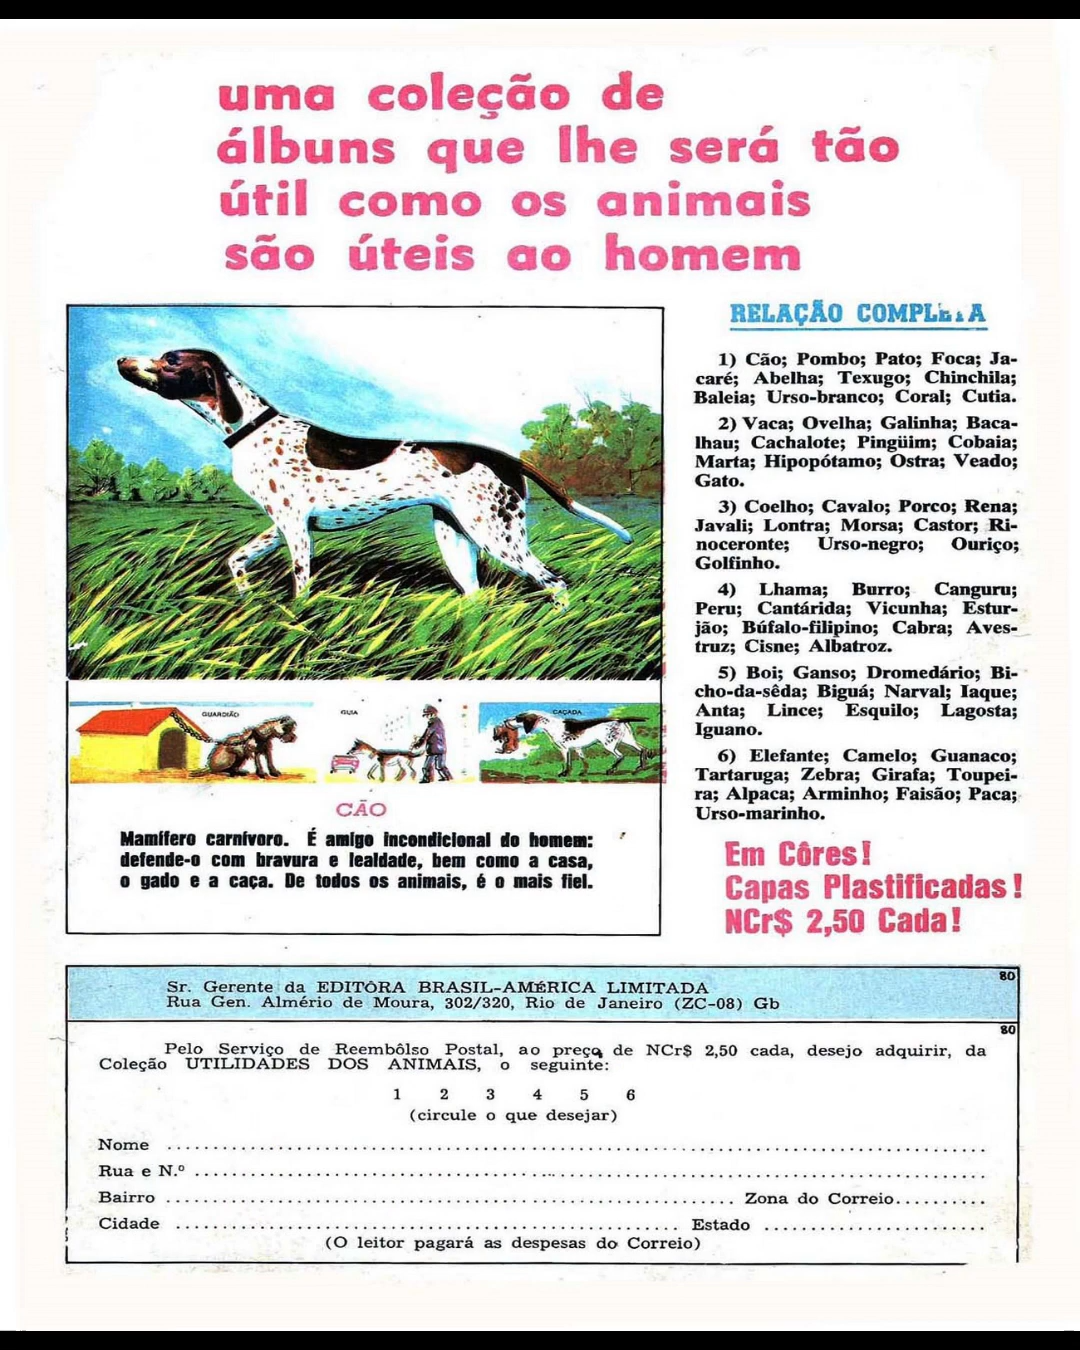 uma coleção de
álbuns que lhe será tão
útil como os animais
são úteis ao homem
GUARDIÃO
GUIA
CAÇADA
CÃO
Mamífero carnívoro. É amigo incondicional do homem:
defende-o com bravura e lealdade, bem como a casa,
o gado e a caça. De todos os animais, é o mais fiel.
RELAÇÃO COMPLETA
1) Cão; Pombo; Pato; Foca; Ja-
caré; Abelha; Texugo; Chinchila;
Baleia; Urso-branco; Coral; Cutia.
2) Vaca; Ovelha; Galinha; Baca-
lhau; Cachalote; Pingüim; Cobaia;
Marta; Hipopótamo; Ostra; Veado;
Gato.
3) Coelho; Cavalo; Porco; Rena;
Javali; Lontra; Morsa; Castor; Ri-
noceronte; Urso-negro; Ouriço;
Golfinho.
4) Lhama; Burro; Canguru;
Peru; Cantárida; Vicunha; Estur-
jão; Búfalo-filipino; Cabra; Aves-
truz; Cisne; Albatroz.
5) Boi; Ganso; Dromedário; Bi-
cho-da-sêda; Biguá; Narval; Iaque;
Anta; Lince; Esquilo; Lagosta;
Iguano.
6) Elefante; Camelo; Guanaco;
Tartaruga; Zebra; Girafa; Toupei-
ra; Alpaca; Arminho; Faisão; Paca;
Urso-marinho.
Em Côres!
Capas Plastificadas!
NCr$ 2,50 Cada!
80
Sr. Gerente da EDITÔRA BRASIL-AMÉRICA LIMITADA
Rua Gen. Almério de Moura, 302/320, Rio de Janeiro (ZC-08) Gb
80
Pelo Serviço de Reembôlso Postal, ao preço de NCr$ 2,50 cada, desejo adquirir, da
Coleção UTILIDADES DOS ANIMAIS, o seguinte:
1 2 3 4 5 6
(circule o que desejar)
Nome
Rua e N.º
Bairro Zona do Correio
Cidade Estado
(O leitor pagará as despesas do Correio)